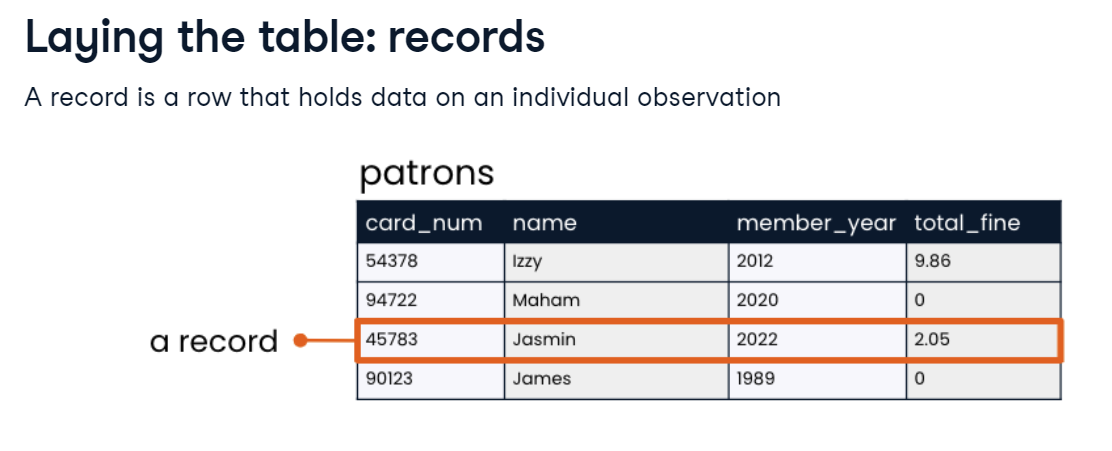 Laying the table: records
A record is a row that holds data on an individual observation
patrons
card_num name member_year total_fine
54378 Izzy 2012 9.86
94722 Maham 2020 0
a record 45783 Jasmin 2022 2.05
90123 James 1989 0